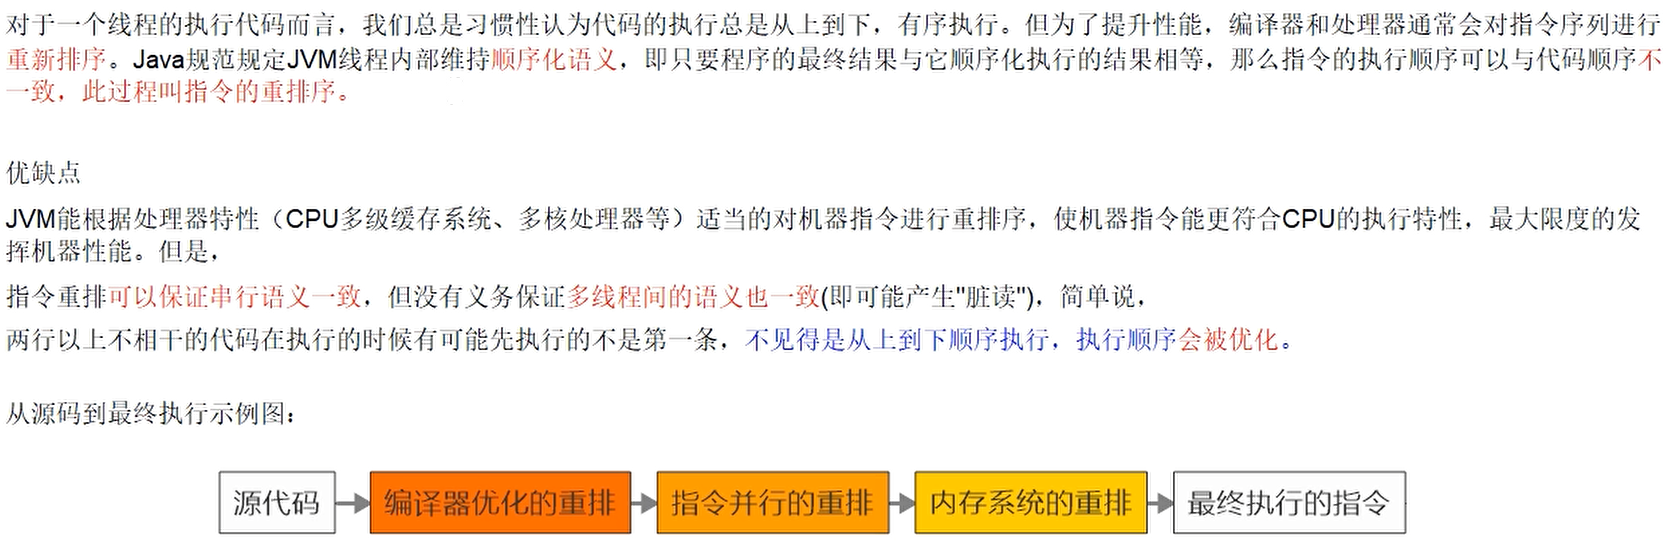 对于一个线程的执行代码而言，我们总是习惯性认为代码的执行总是从上到下，有序执行。但为了提升性能，编译器和处理器通常会对指令序列进行
重新排序。Java规范规定JVM线程内部维持顺序化语义，即只要程序的最终结果与它顺序化执行的结果相等，那么指令的执行顺序可以与代码顺序不
一致，此过程叫指令的重排序。
优缺点
JVM能根据处理器特性（CPU多级缓存系统、多核处理器等）适当的对机器指令进行重排序，使机器指令能更符合CPU的执行特性，最大限度的发
挥机器性能。但是，
指令重排可以保证串行语义一致，但没有义务保证多线程间的语义也一致(即可能产生"脏读")，简单说，
两行以上不相干的代码在执行的时候有可能先执行的不是第一条，不见得是从上到下顺序执行，执行顺序会被优化。
从源码到最终执行示例图：
源代码
编译器优化的重排
指令并行的重排
内存系统的重排
最终执行的指令